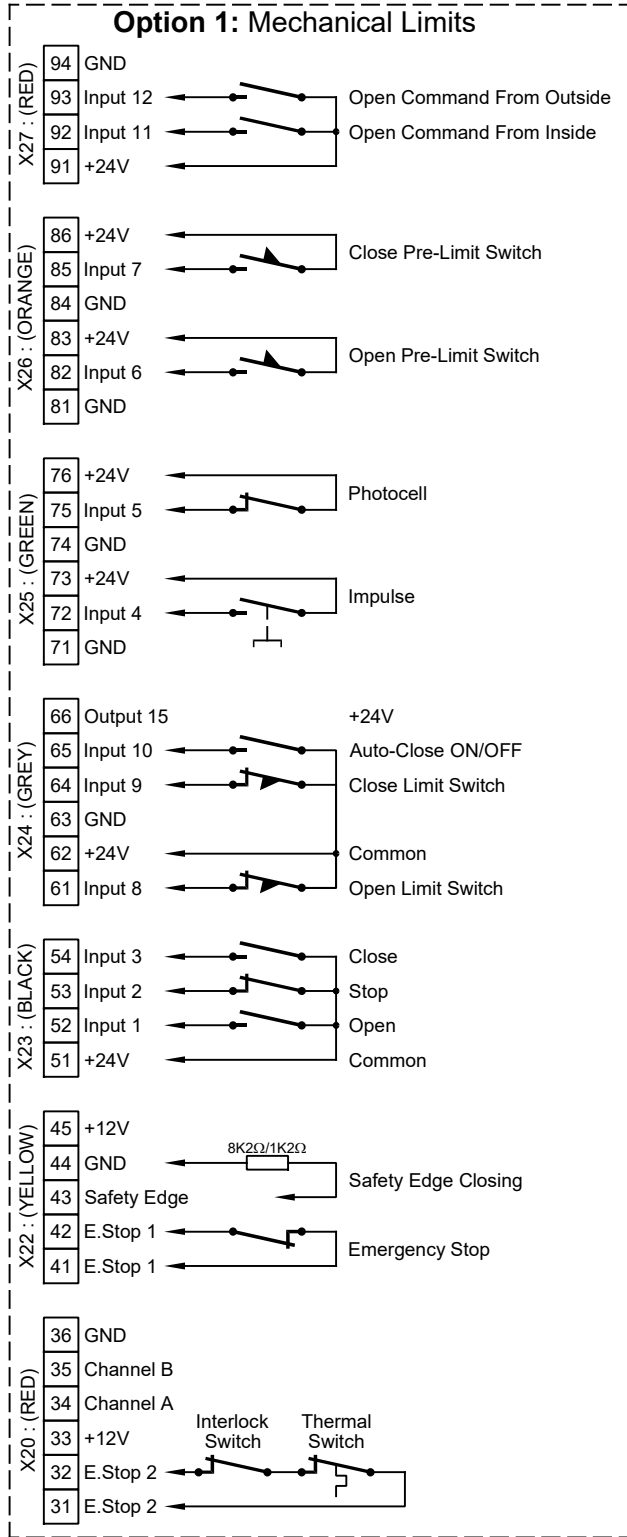 Option 1: Mechanical Limits
X27 : (RED)
94 GND
93 Input 12 Open Command From Outside
92 Input 11 Open Command From Inside
91 +24V
X26 : (ORANGE)
86 +24V
Close Pre-Limit Switch
85 Input 7
84 GND
83 +24V
Open Pre-Limit Switch
82 Input 6
81 GND
X25 : (GREEN)
76 +24V
Photocell
75 Input 5
74 GND
73 +24V
Impulse
72 Input 4
71 GND
X24 : (GREY)
66 Output 15 +24V
65 Input 10 Auto-Close ON/OFF
64 Input 9 Close Limit Switch
63 GND
62 +24V Common
61 Input 8 Open Limit Switch
X23 : (BLACK)
54 Input 3 Close
53 Input 2 Stop
52 Input 1 Open
51 +24V Common
X22 : (YELLOW)
45 +12V
8K2Ω/1K2Ω
44 GND
Safety Edge Closing
43 Safety Edge
42 E.Stop 1
Emergency Stop
41 E.Stop 1
X20 : (RED)
36 GND
35 Channel B
34 Channel A
Interlock Switch
Thermal Switch
33 +12V
32 E.Stop 2
31 E.Stop 2